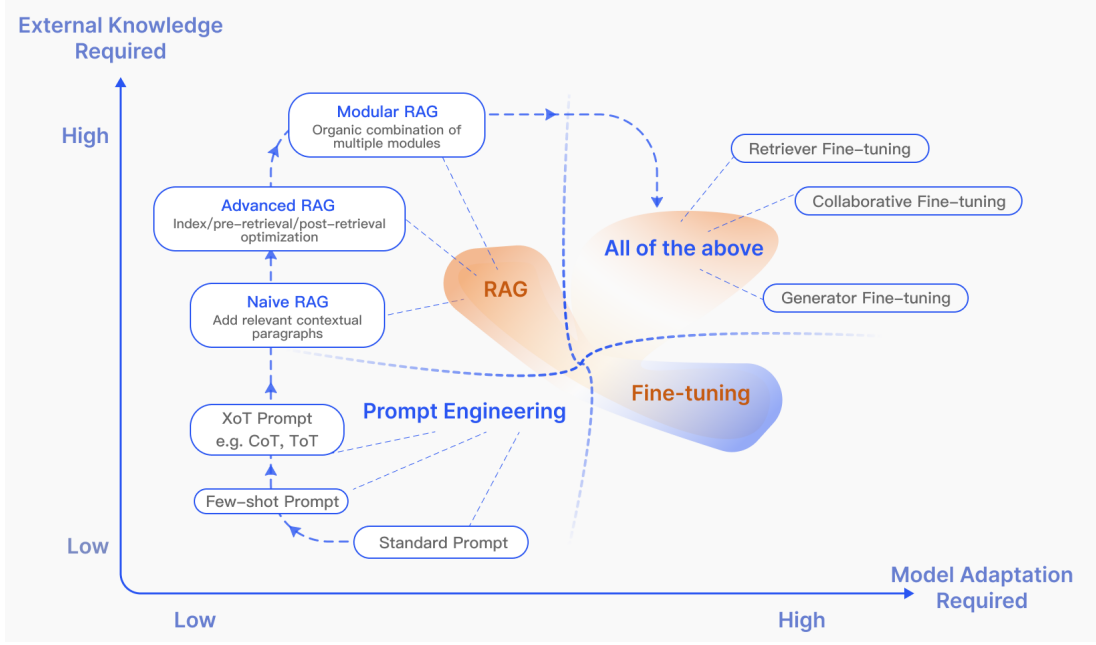 External Knowledge
Required
High
Modular RAG
Organic combination of
multiple modules
Retriever Fine-tuning
Advanced RAG
Index/pre-retrieval/post-retrieval
optimization
Collaborative Fine-tuning
All of the above
RAG
Naive RAG
Add relevant contextual
paragraphs
Generator Fine-tuning
Fine-tuning
Prompt Engineering
XoT Prompt
e.g. CoT, ToT
Few-shot Prompt
Standard Prompt
Low
Model Adaptation
Required
Low
High